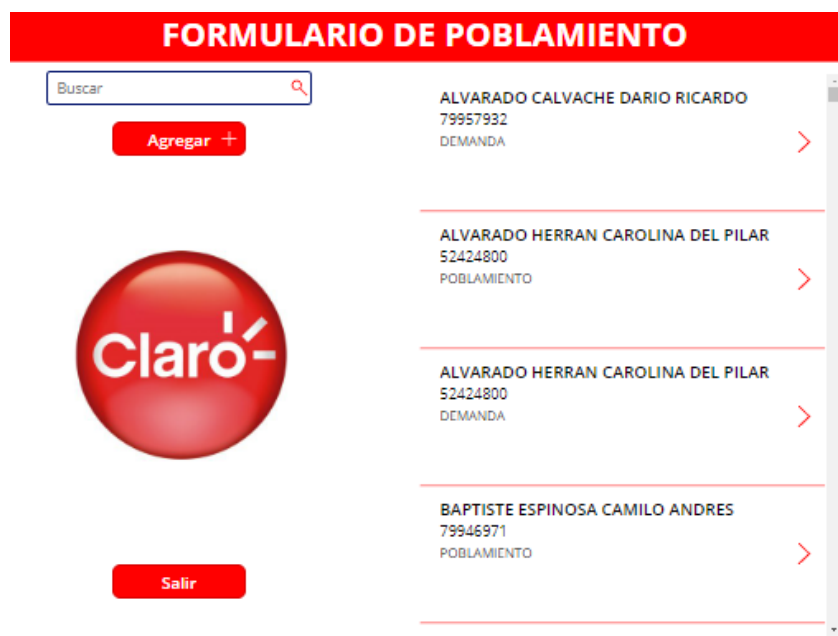 FORMULARIO DE POBLAMIENTO
Buscar
Agregar
Claro
Salir
ALVARADO CALVACHE DARIO RICARDO
79957932
DEMANDA
ALVARADO HERRAN CAROLINA DEL PILAR
52424800
POBLAMIENTO
ALVARADO HERRAN CAROLINA DEL PILAR
52424800
DEMANDA
BAPTISTE ESPINOSA CAMILO ANDRES
79946971
POBLAMIENTO